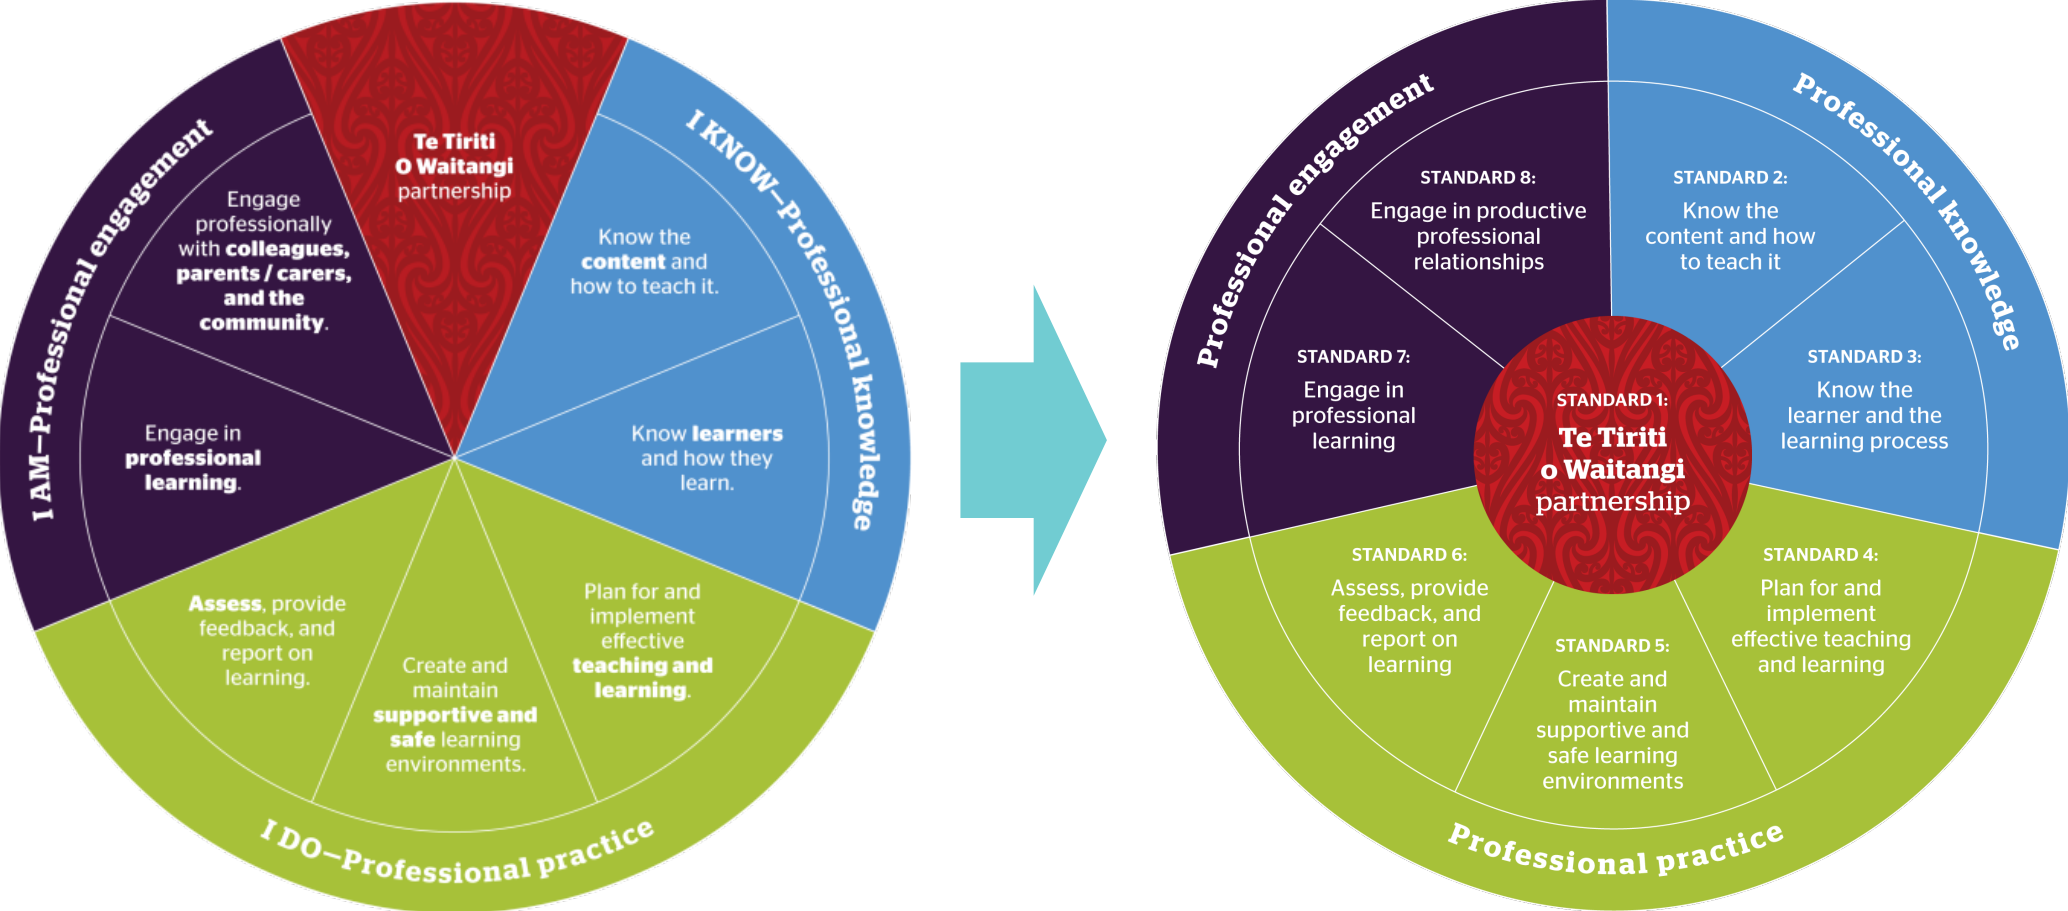 Te Tiriti
O Waitangi
partnership
I KNOW—Professional knowledge
Know the
content and
how to teach it.
Know learners
and how they
learn.
I DO—Professional practice
Plan for and
implement
effective
teaching and
learning.
Create and
maintain
supportive and
safe learning
environments.
Assess, provide
feedback, and
report on
learning.
I AM—Professional engagement
Engage in
professional
learning.
Engage
professionally
with colleagues,
parents / carers,
and the
community.
STANDARD 1:
Te Tiriti
o Waitangi
partnership
Professional knowledge
STANDARD 2:
Know the
content and how
to teach it
STANDARD 3:
Know the
learner and the
learning process
Professional practice
STANDARD 4:
Plan for and
implement
effective teaching
and learning
STANDARD 5:
Create and
maintain
supportive and
safe learning
environments
STANDARD 6:
Assess, provide
feedback, and
report on
learning
Professional engagement
STANDARD 7:
Engage in
professional
learning
STANDARD 8:
Engage in productive
professional
relationships